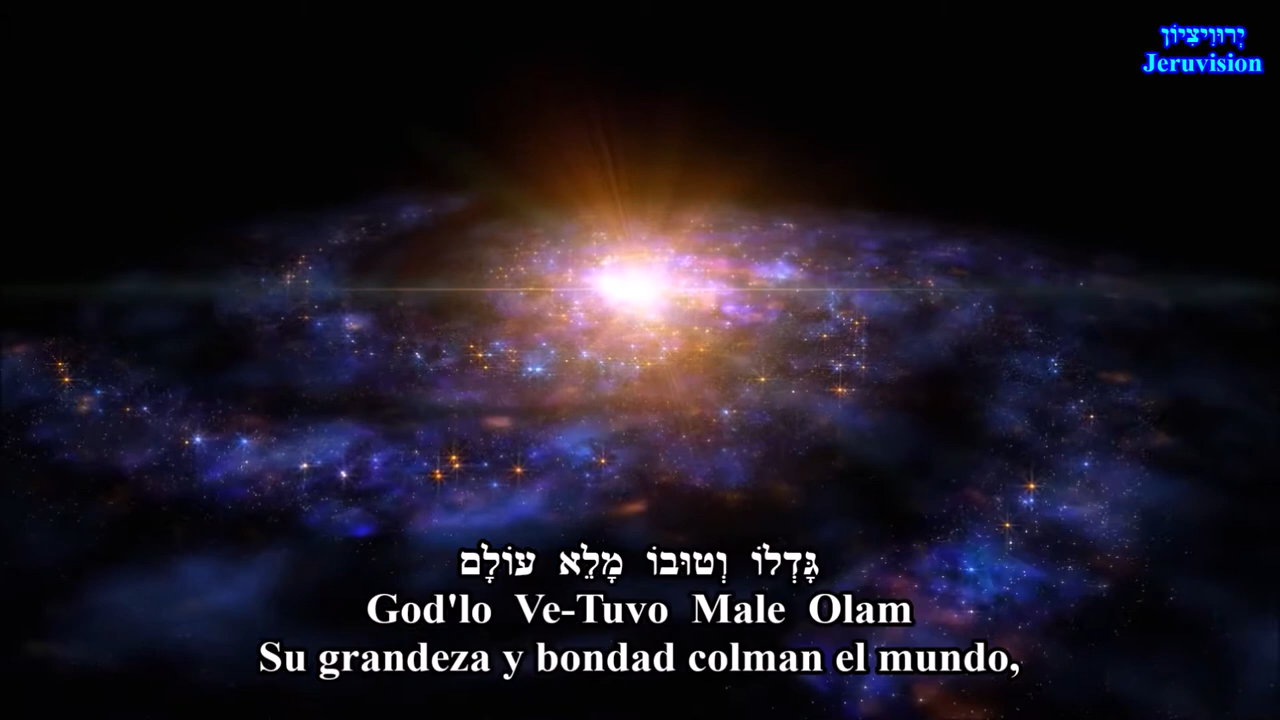 יְרוּוִיצִיוֹן
Jeruvision
גָּדְלוֹ וְטוּבוֹ מָלֵא עוֹלָם
God'lo Ve-Tuvo Male Olam
Su grandeza y bondad colman el mundo,